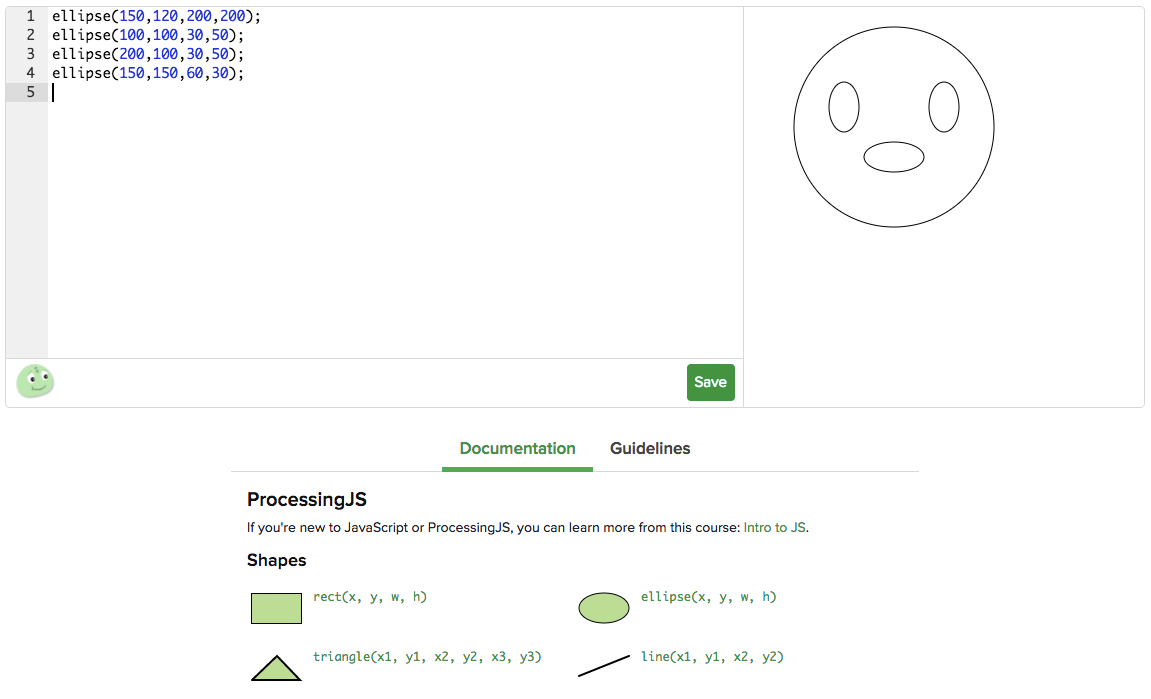 1 ellipse(150,120,200,200);
2 ellipse(100,100,30,50);
3 ellipse(200,100,30,50);
4 ellipse(150,150,60,30);
5
Save
Documentation Guidelines
ProcessingJS
If you're new to JavaScript or ProcessingJS, you can learn more from this course: Intro to JS.
Shapes
rect(x, y, w, h) ellipse(x, y, w, h)
triangle(x1, y1, x2, y2, x3, y3) line(x1, y1, x2, y2)